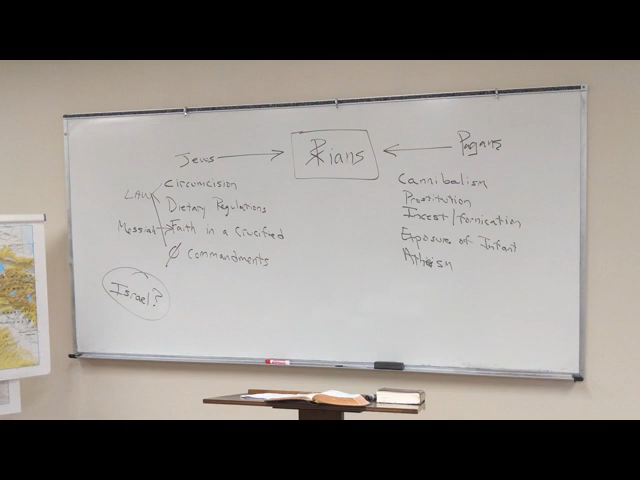 Jews → ☧ians ← Pagans
Circumcision
LAW
Dietary Regulations
Messiah → Faith in a Crucified
Ø Commandments
Israel?
Cannibalism
Prostitution
Incest/Fornication
Exposure of Infant
Atheism